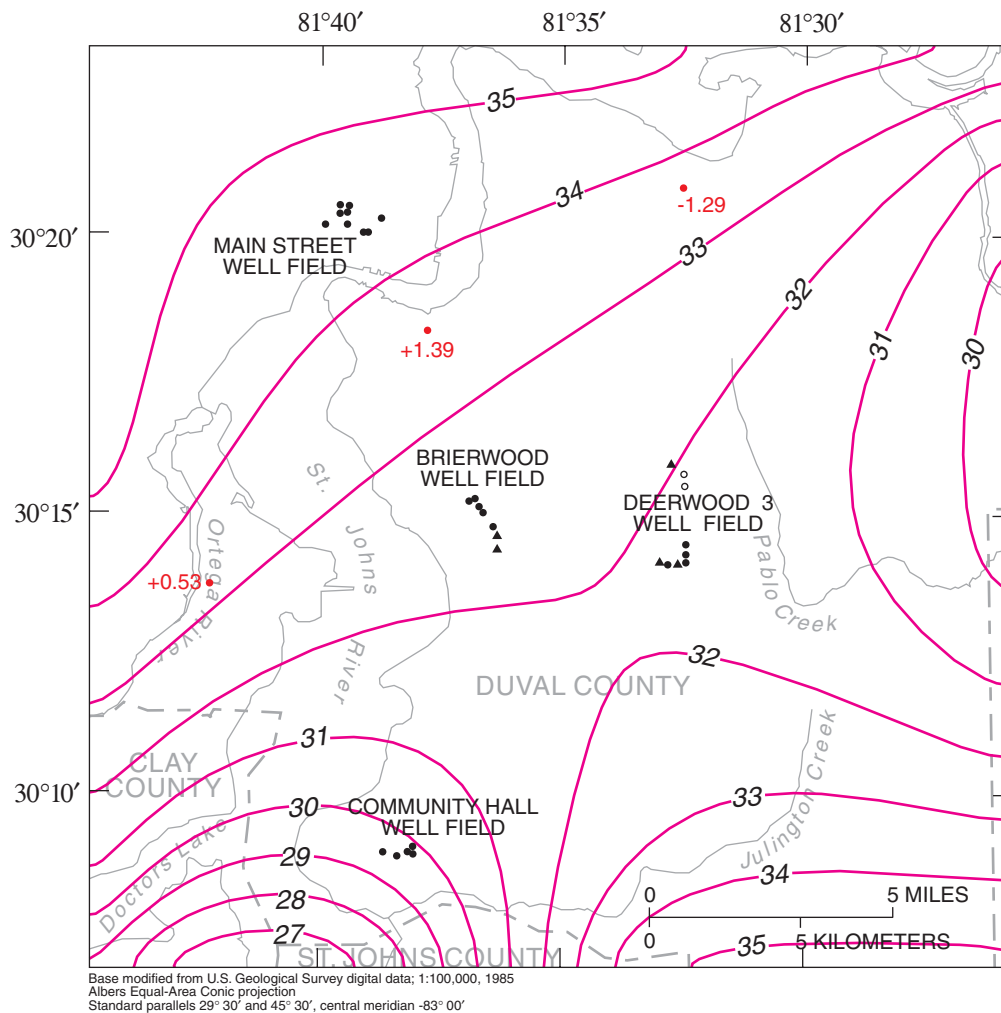 81°40′
81°35′
81°30′
35
34
-1.29
33
30°20′
MAIN STREET
WELL FIELD
32
31
30
+1.39
BRIERWOOD
WELL FIELD
DEERWOOD 3
WELL FIELD
30°15′
St.
Johns
River
Ortega
River
+0.53
Pablo
Creek
32
DUVAL COUNTY
31
CLAY
COUNTY
30°10′
30
COMMUNITY HALL
WELL FIELD
33
Julington Creek
Doctors Lake
29
34
28
0
5 MILES
27
0
5 KILOMETERS
35
ST. JOHNS COUNTY
Base modified from U.S. Geological Survey digital data; 1:100,000, 1985
Albers Equal-Area Conic projection
Standard parallels 29° 30′ and 45° 30′, central meridian -83° 00′